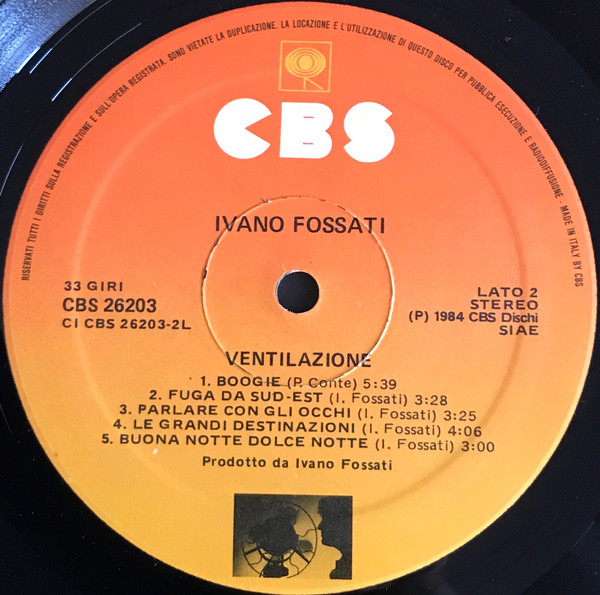 RISERVATI TUTTI I DIRITTI SULLA REGISTRAZIONE E SULL'OPERA REGISTRATA. SONO VIETATE LA DUPLICAZIONE. LA LOCAZIONE E L'UTILIZZAZIONE DI QUESTO DISCO PER PUBBLICA ESECUZIONE E RADIODIFFUSIONE - MADE IN ITALY BY CBS
CBS
IVANO FOSSATI
33 GIRI
CBS 26203
CI CBS 26203-2L
LATO 2
STEREO
(P) 1984 CBS Dischi
SIAE
VENTILAZIONE
1. BOOGIE (P. Conte) 5:39
2. FUGA DA SUD-EST (I. Fossati) 3:28
3. PARLARE CON GLI OCCHI (I. Fossati) 3:25
4. LE GRANDI DESTINAZIONI (I. Fossati) 4:06
5. BUONA NOTTE DOLCE NOTTE (I. Fossati) 3:00
Prodotto da Ivano Fossati